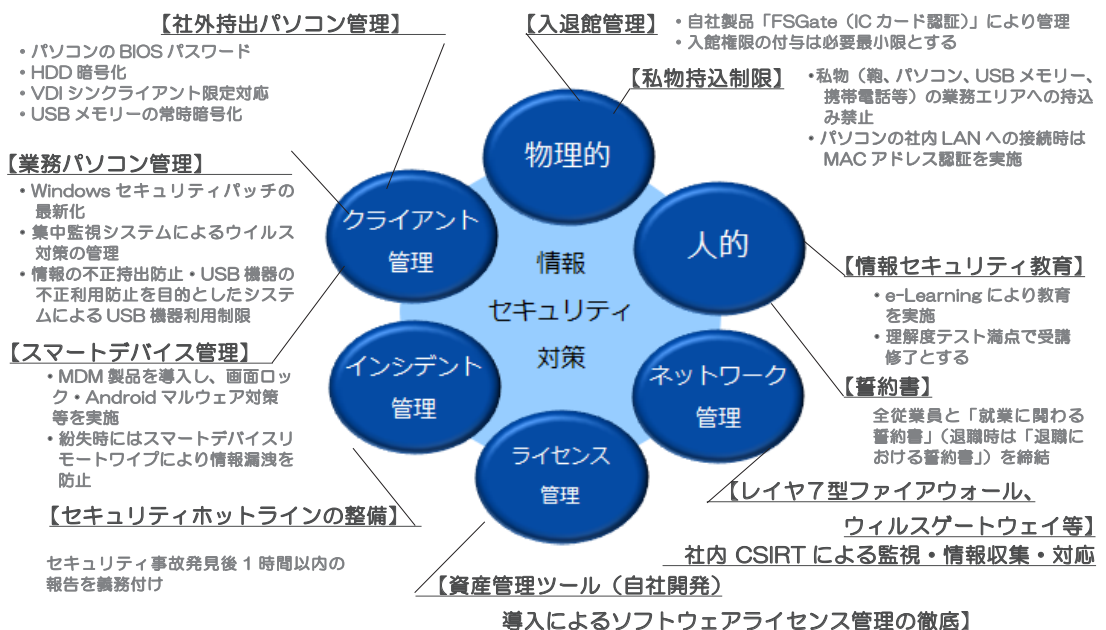 【社外持出パソコン管理】
・パソコンの BIOS パスワード
・HDD 暗号化
・VDI シンクライアント限定対応
・USB メモリーの常時暗号化
【業務パソコン管理】
・Windows セキュリティパッチの
最新化
・集中監視システムによるウイルス
対策の管理
・情報の不正持出防止・USB 機器の
不正利用防止を目的としたシステ
ムによる USB 機器利用制限
【スマートデバイス管理】
・MDM 製品を導入し、画面ロッ
ク・Android マルウェア対策
等を実施
・紛失時にはスマートデバイスリ
モートワイプにより情報漏洩を
防止
【セキュリティホットラインの整備】
セキュリティ事故発見後 1 時間以内の
報告を義務付け
【入退館管理】
・自社製品「FSGate（IC カード認証）」により管理
・入館権限の付与は必要最小限とする
【私物持込制限】
・私物（鞄、パソコン、USB メモリー、
携帯電話等）の業務エリアへの持込
み禁止
・パソコンの社内 LAN への接続時は
MAC アドレス認証を実施
物理的
クライアント
管理
人的
情報
セキュリティ
対策
インシデント
管理
ネットワーク
管理
ライセンス
管理
【情報セキュリティ教育】
・e-Learning により教育
を実施
・理解度テスト満点で受講
修了とする
【誓約書】
全従業員と「就業に関わる
誓約書」（退職時は「退職に
おける誓約書」）を締結
【レイヤ７型ファイアウォール、
ウィルスゲートウェイ等】
社内 CSIRT による監視・情報収集・対応
【資産管理ツール（自社開発）
導入によるソフトウェアライセンス管理の徹底】